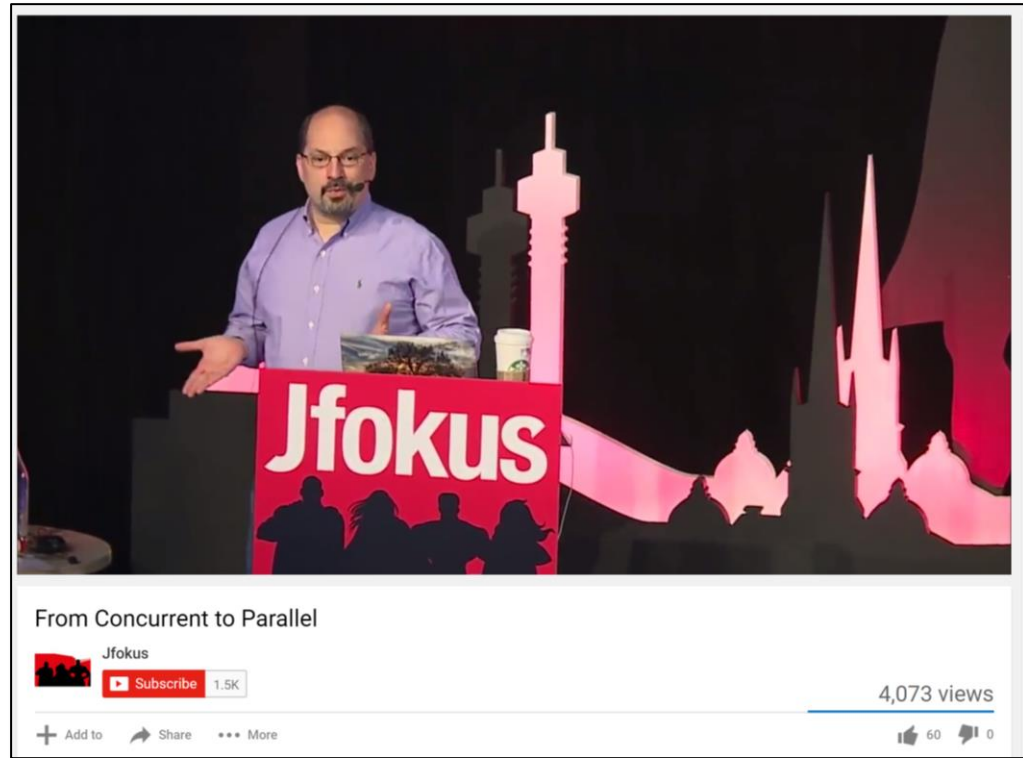 Jfokus
From Concurrent to Parallel
Jfokus
Subscribe 1.5K
4,073 views
Add to Share More 60 0